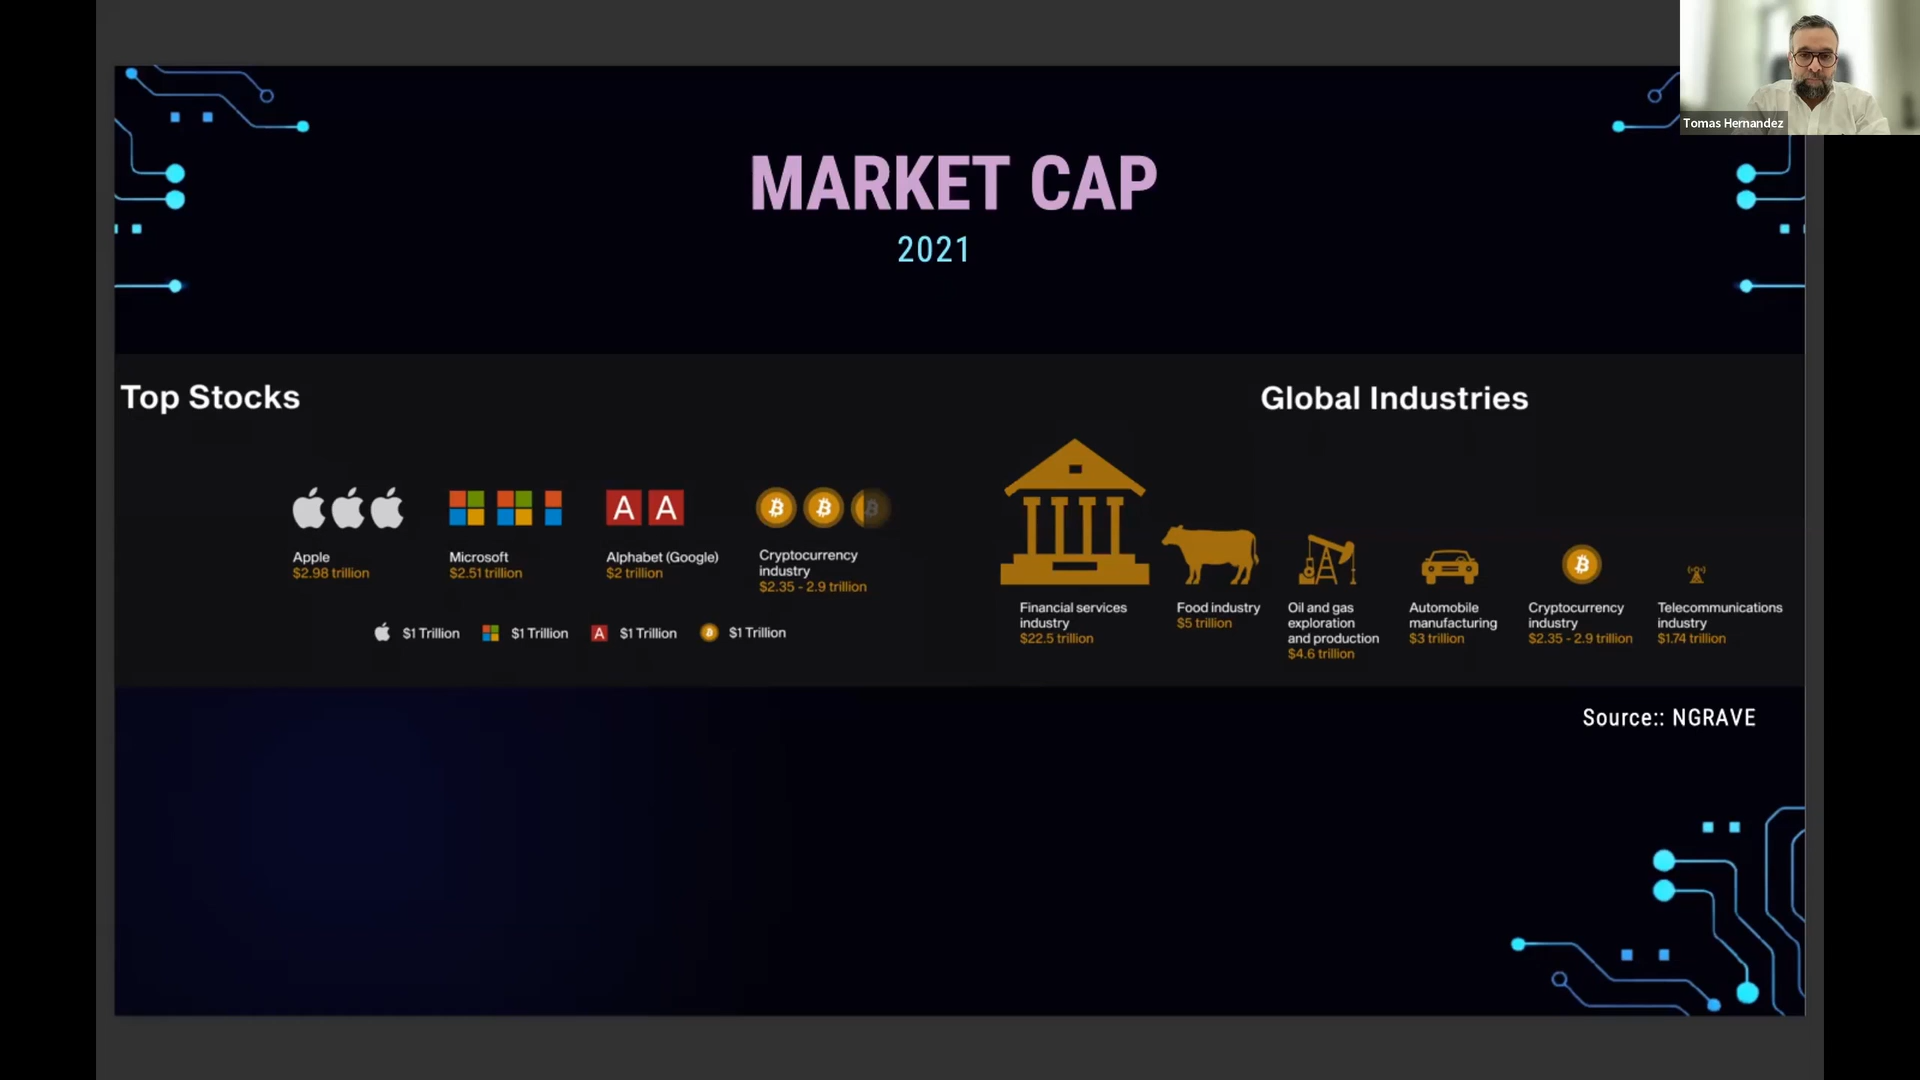 Tomas Hernandez
MARKET CAP
2021
Top Stocks
Apple
$2.98 trillion
Microsoft
$2.51 trillion
A A
Alphabet (Google)
$2 trillion
Cryptocurrency
industry
$2.35 - 2.9 trillion
$1 Trillion
$1 Trillion
A $1 Trillion
$1 Trillion
Global Industries
Financial services
industry
$22.5 trillion
Food industry
$5 trillion
Oil and gas
exploration
and production
$4.6 trillion
Automobile
manufacturing
$3 trillion
Cryptocurrency
industry
$2.35 - 2.9 trillion
Telecommunications
industry
$1.74 trillion
Source:: NGRAVE